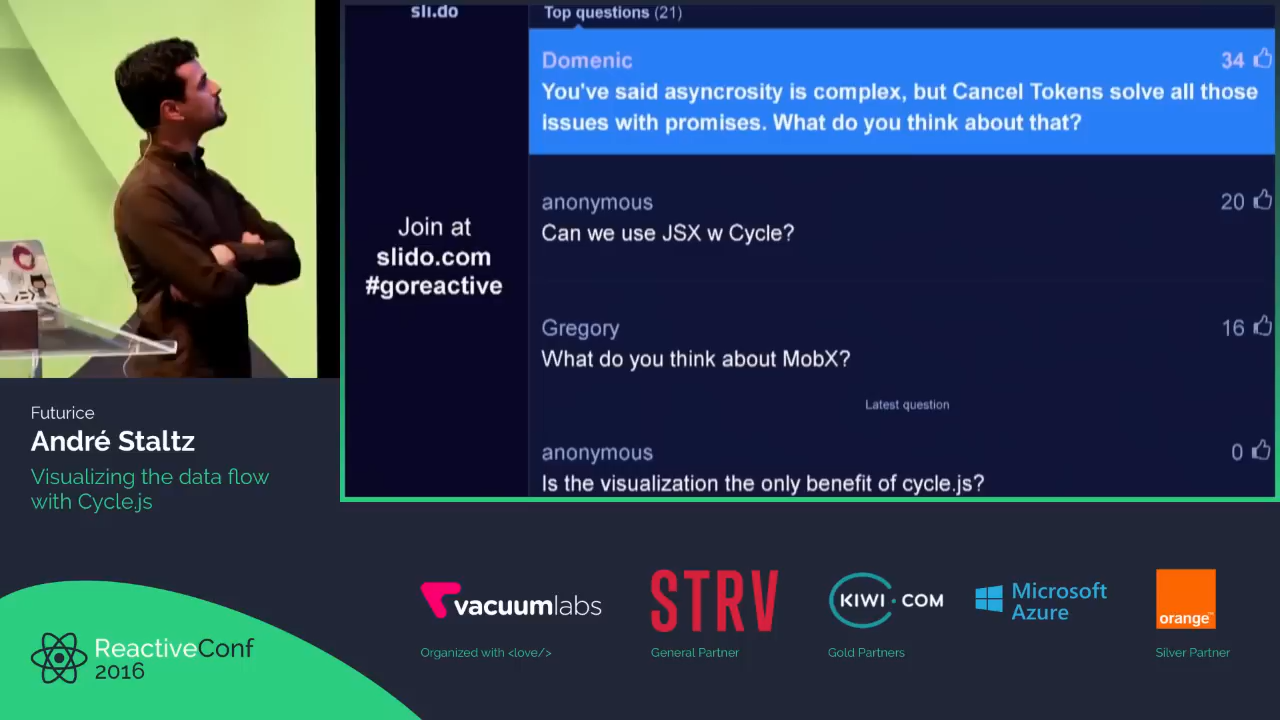 sli.do
Top questions (21)
Domenic
34
You've said asyncrosity is complex, but Cancel Tokens solve all those
issues with promises. What do you think about that?
anonymous
20
Can we use JSX w Cycle?
Join at
slido.com
#goreactive
Gregory
16
What do you think about MobX?
Latest question
anonymous
0
Is the visualization the only benefit of cycle.js?
Futurice
André Staltz
Visualizing the data flow
with Cycle.js
ReactiveConf
2016
vacuumlabs
Organized with <love/>
STRV
General Partner
KIWI.COM
Gold Partners
Microsoft
Azure
orange™
Silver Partner